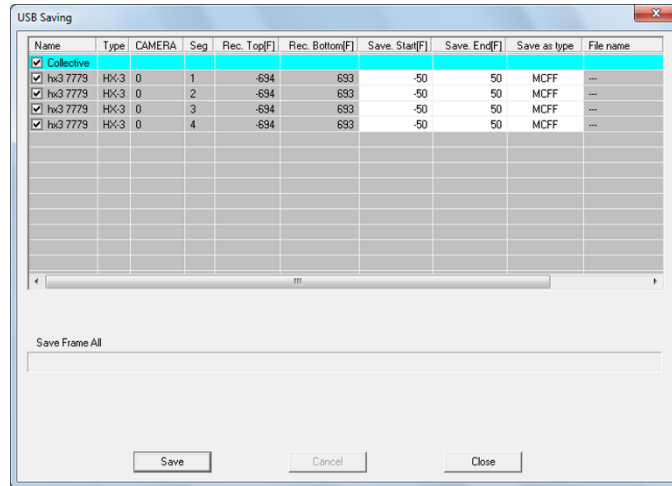 USB Saving
Name Type CAMERA Seg Rec. Top[F] Rec. Bottom[F] Save. Start[F] Save. End[F] Save as type File name
Collective
hx3 7779 HX-3 0 1 -694 693 -50 50 MCFF ---
hx3 7779 HX-3 0 2 -694 693 -50 50 MCFF ---
hx3 7779 HX-3 0 3 -694 693 -50 50 MCFF ---
hx3 7779 HX-3 0 4 -694 693 -50 50 MCFF ---
Save Frame All
Save Cancel Close